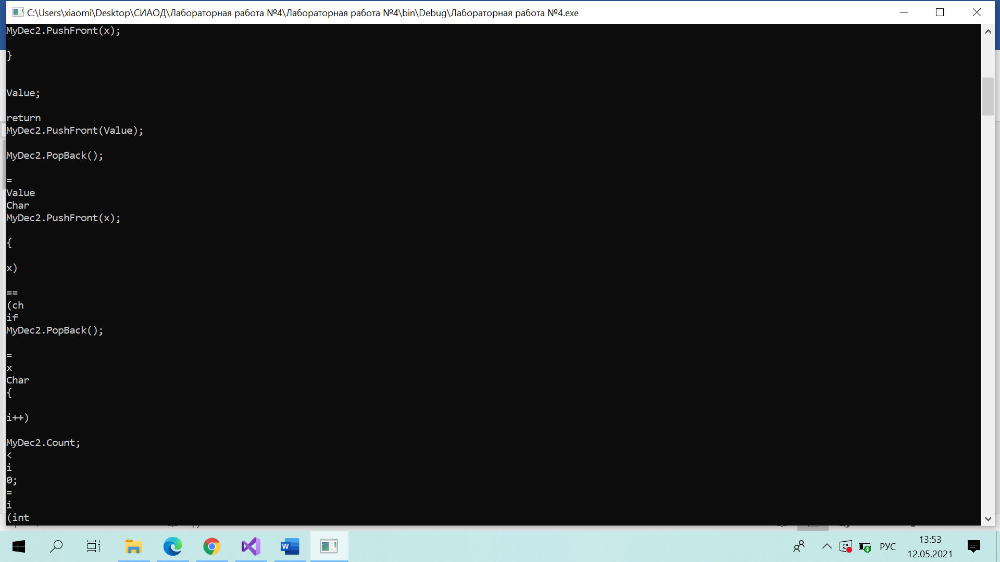 C:\Users\xiaomi\Desktop\СИАОД\Лабораторная работа №4\Лабораторная работа №4\bin\Debug\Лабораторная работа №4.exe
MyDec2.PushFront(x);
}
Value;
return
MyDec2.PushFront(Value);
MyDec2.PopBack();
=
Value
Char
MyDec2.PushFront(x);
{
x)
==
(ch
if
MyDec2.PopBack();
=
x
Char
{
i++)
MyDec2.Count;
<
i
0;
=
i
(int
РУС
13:53
12.05.2021